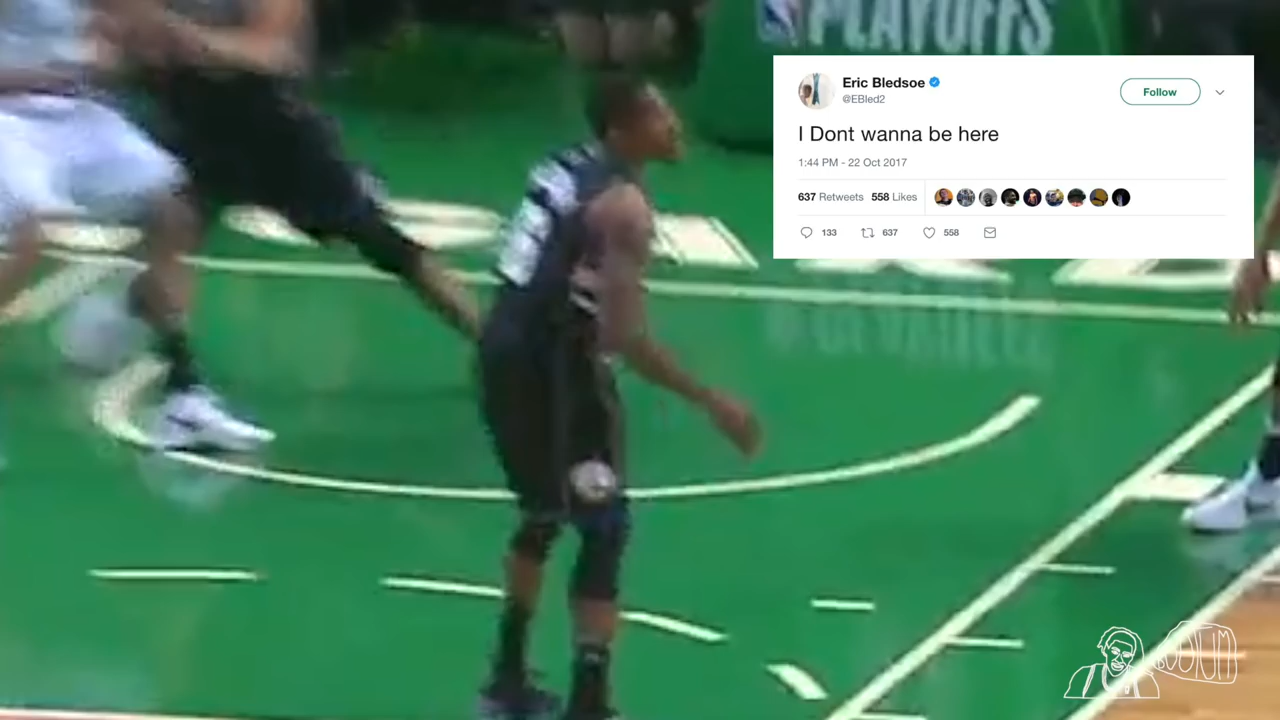 PLAYOFFS
Eric Bledsoe
@EBled2
Follow
I Dont wanna be here
1:44 PM - 22 Oct 2017
637 Retweets 558 Likes
133 637 558